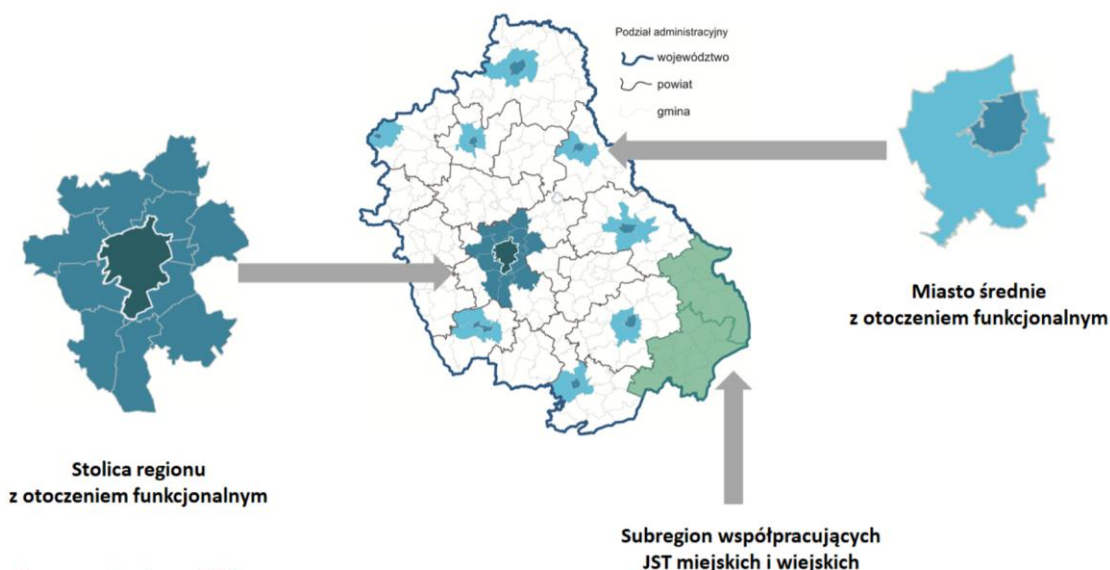 Podział administracyjny
województwo
powiat
gmina
Miasto średnie
z otoczeniem funkcjonalnym
Stolica regionu
z otoczeniem funkcjonalnym
Subregion współpracujących
JST miejskich i wiejskich